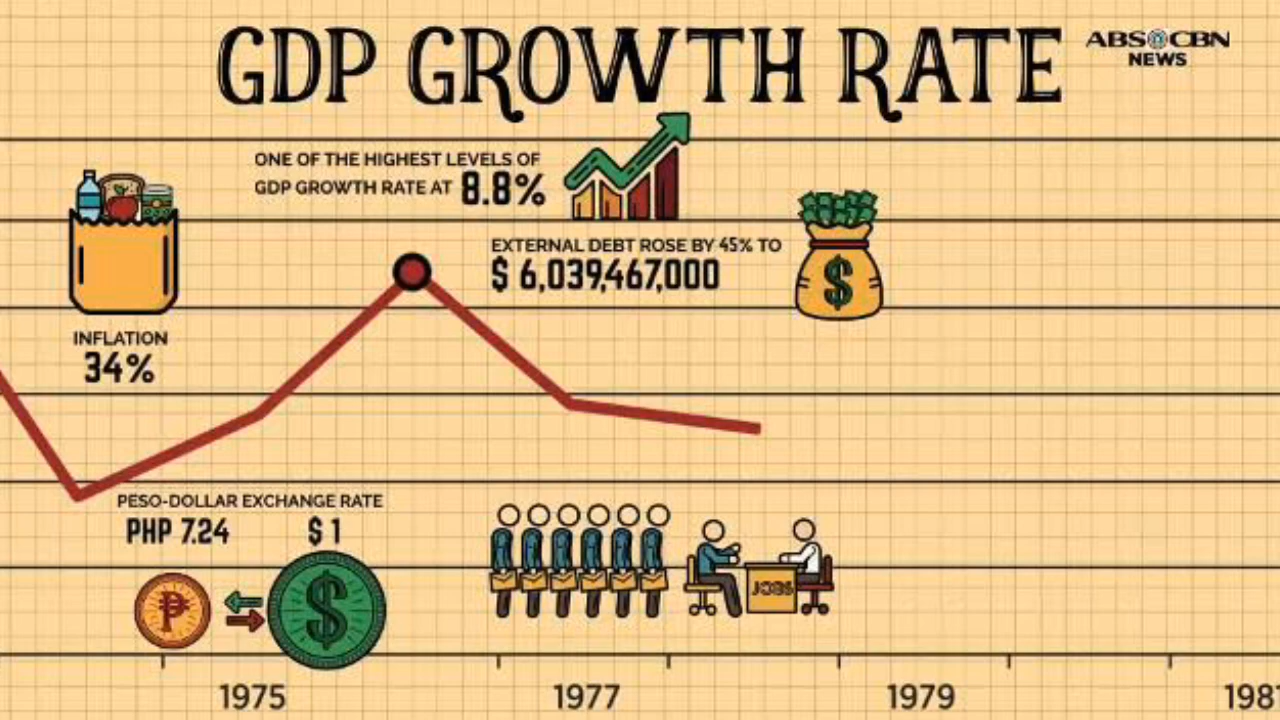 GDP GROWTH RATE
ABS CBN
NEWS
ONE OF THE HIGHEST LEVELS OF
GDP GROWTH RATE AT 8.8%
EXTERNAL DEBT ROSE BY 45% TO
$ 6,039,467,000
$
INFLATION
34%
PESO-DOLLAR EXCHANGE RATE
PHP 7.24 $ 1
₱ $
JOBS
1975 1977 1979 198